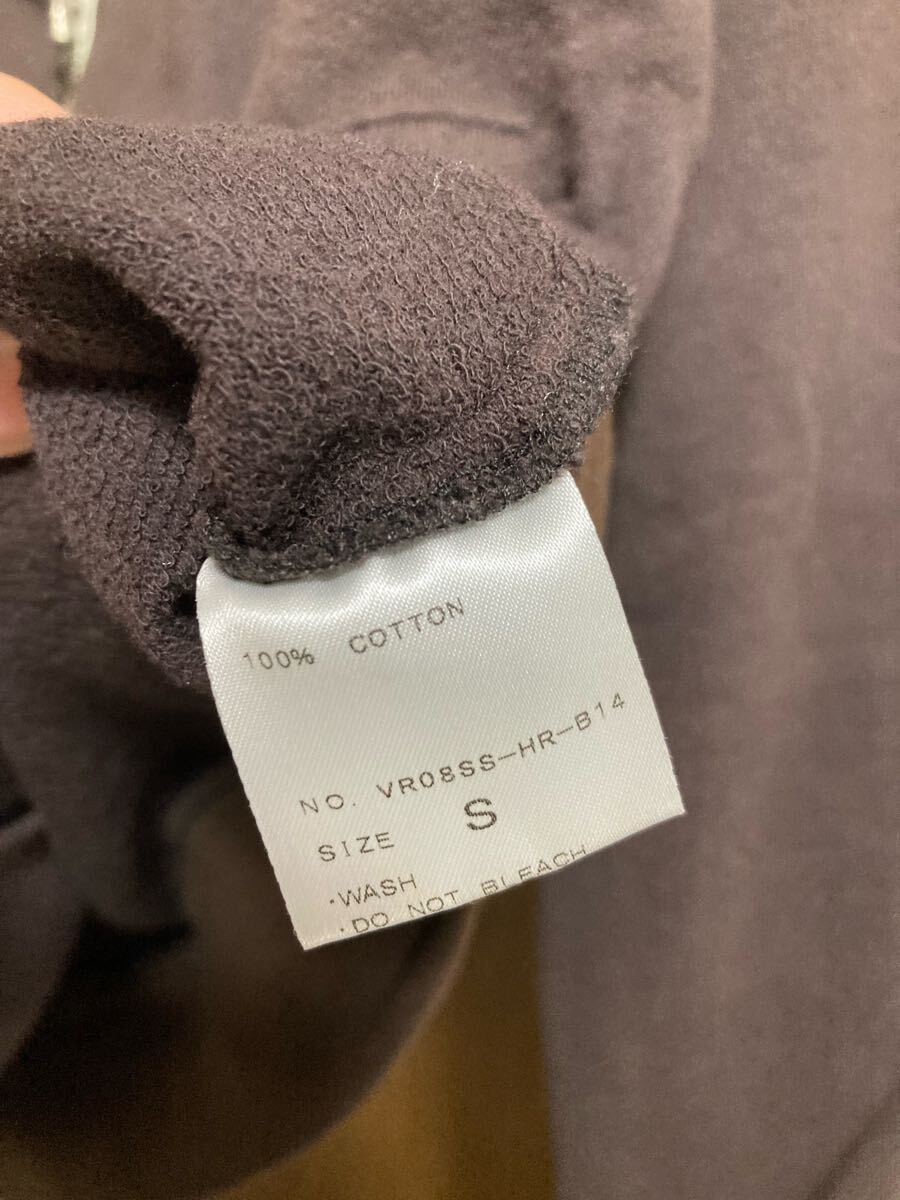 100% COTTON
NO. VR08SS-HR-B14
SIZE S
·WASH
·DO NOT BLEACH